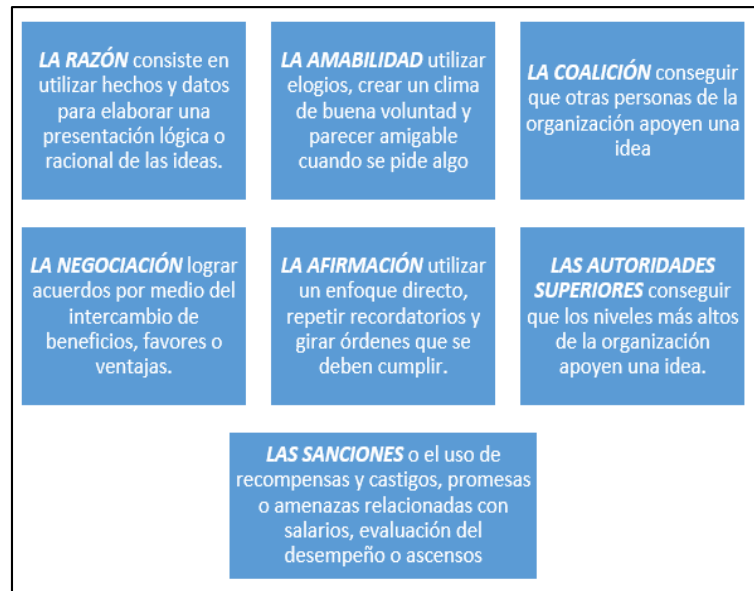 LA RAZÓN consiste en
utilizar hechos y datos
para elaborar una
presentación lógica o
racional de las ideas.
LA AMABILIDAD utilizar
elogios, crear un clima
de buena voluntad y
parecer amigable
cuando se pide algo
LA COALICIÓN conseguir
que otras personas de la
organización apoyen una
idea
LA NEGOCIACIÓN lograr
acuerdos por medio del
intercambio de
beneficios, favores o
ventajas.
LA AFIRMACIÓN utilizar
un enfoque directo,
repetir recordatorios y
girar órdenes que se
deben cumplir.
LAS AUTORIDADES
SUPERIORES conseguir
que los niveles más altos
de la organización
apoyen una idea.
LAS SANCIONES o el uso de
recompensas y castigos, promesas
o amenazas relacionadas con
salarios, evaluación del
desempeño o ascensos